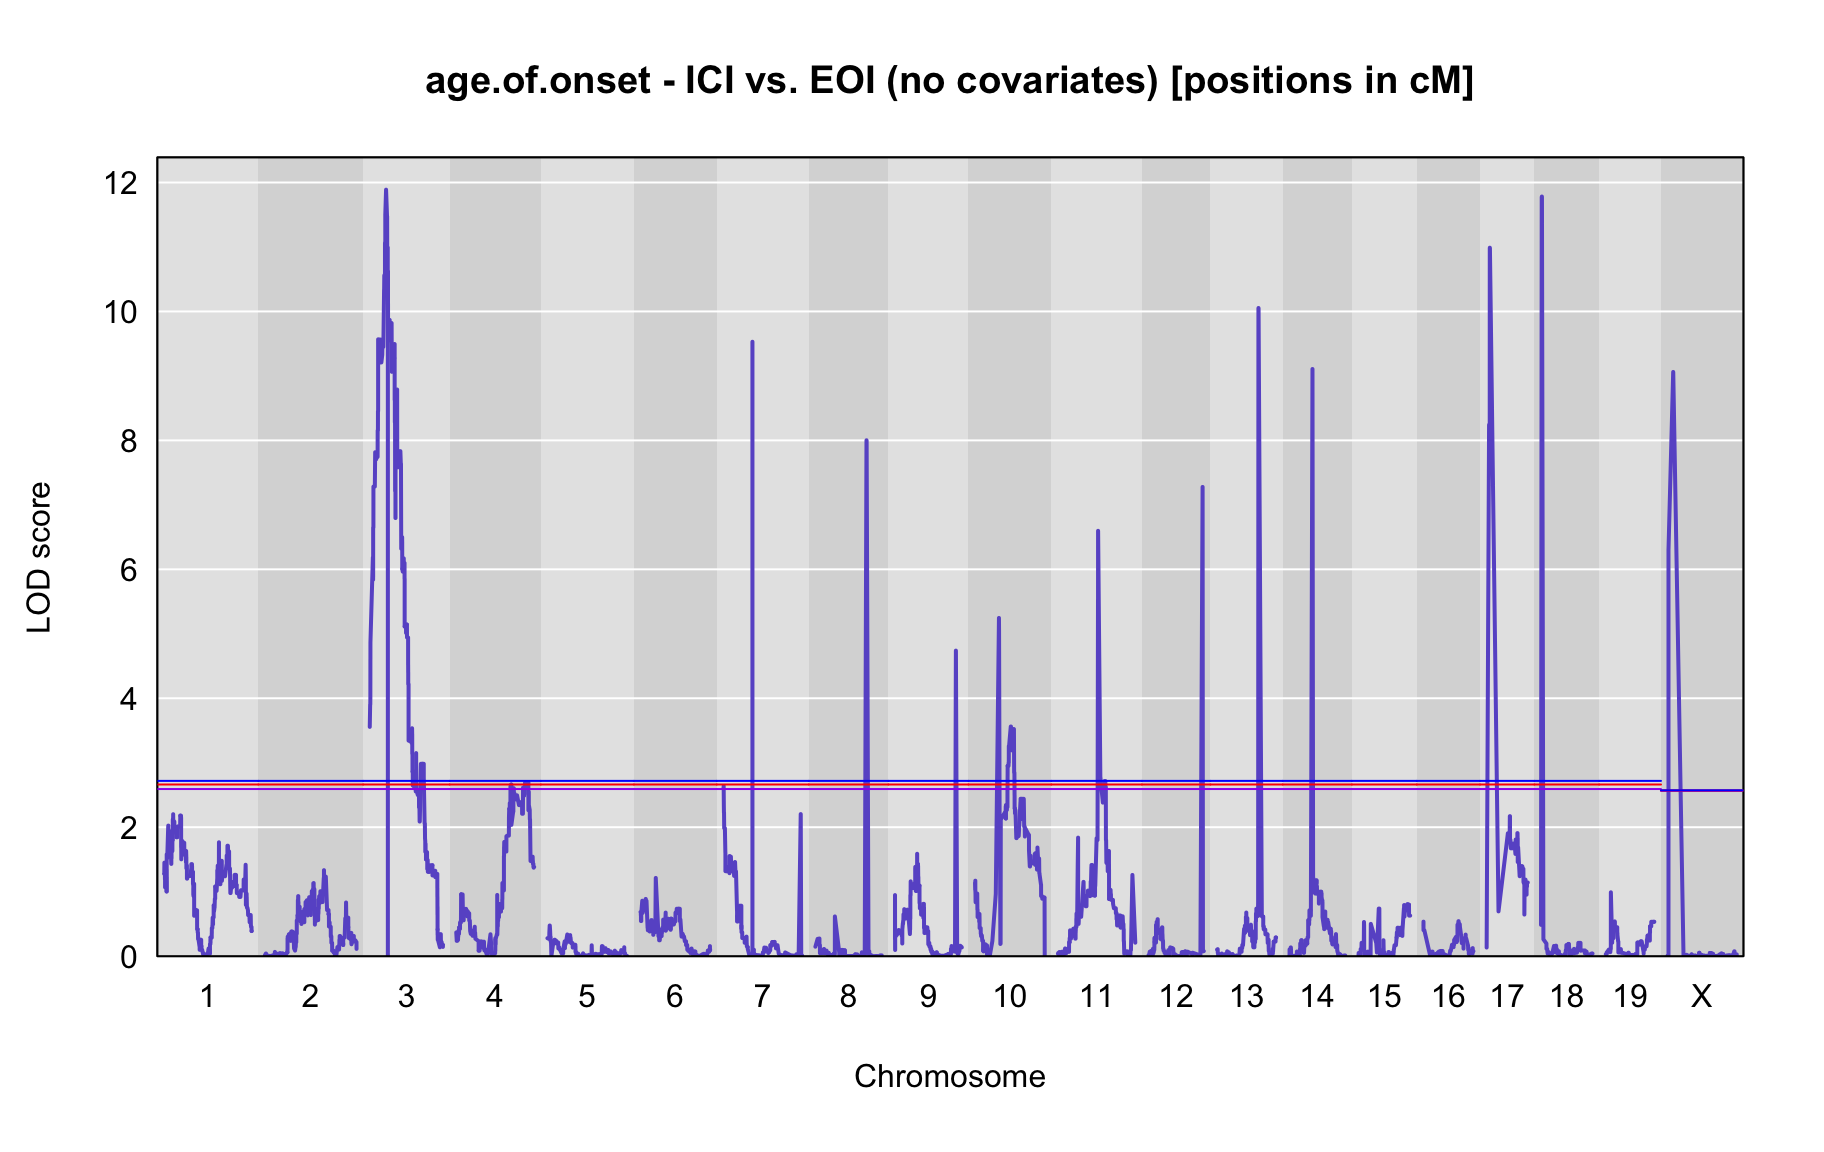 age.of.onset - ICI vs. EOI (no covariates) [positions in cM]
12
10
8
6
4
2
0
LOD score
1 2 3 4 5 6 7 8 9 10 11 12 13 14 15 16 17 18 19 X
Chromosome